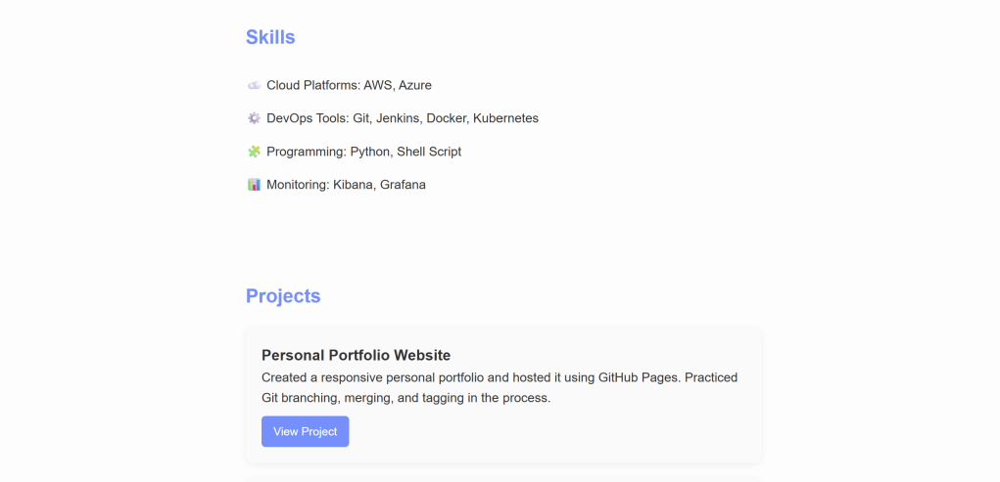 Skills
Cloud Platforms: AWS, Azure
DevOps Tools: Git, Jenkins, Docker, Kubernetes
Programming: Python, Shell Script
Monitoring: Kibana, Grafana
Projects
Personal Portfolio Website
Created a responsive personal portfolio and hosted it using GitHub Pages. Practiced
Git branching, merging, and tagging in the process.
View Project